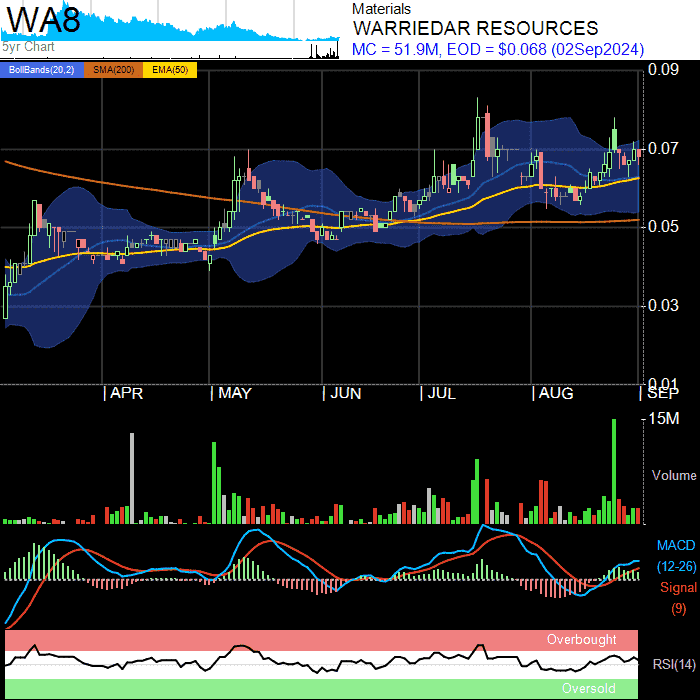 WA8
5yr Chart
Materials
WARRIEDAR RESOURCES
MC = 51.9M, EOD = $0.068 (02Sep2024)
BollBands(20,2) SMA(200) EMA(50)
0.09
0.07
0.05
0.03
0.01
APR MAY JUN JUL AUG SEP
15M
Volume
MACD
(12-26)
Signal
(9)
Overbought
RSI(14)
Oversold